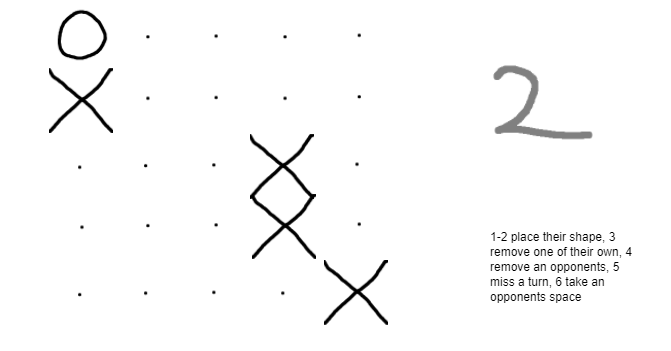 2
1-2 place their shape, 3
remove one of their own, 4
remove an opponents, 5
miss a turn, 6 take an
opponents space